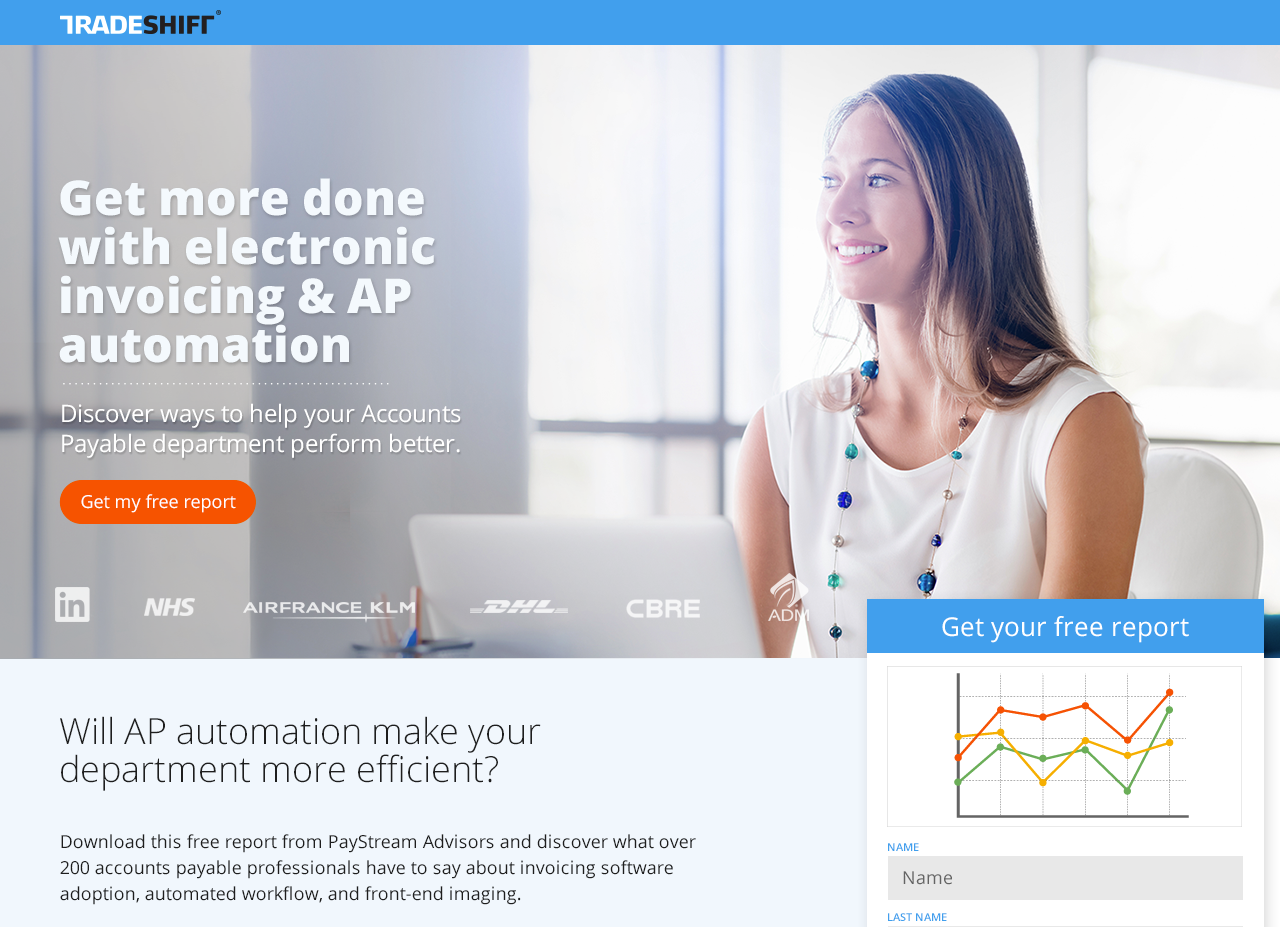 TRADESHIFT®
Get more done
with electronic
invoicing & AP
automation
Discover ways to help your Accounts
Payable department perform better.
Get my free report
in NHS AIRFRANCE KLM DHL CBRE ADM
Get your free report
Will AP automation make your
department more efficient?
Download this free report from PayStream Advisors and discover what over
200 accounts payable professionals have to say about invoicing software
adoption, automated workflow, and front-end imaging.
NAME
Name
LAST NAME